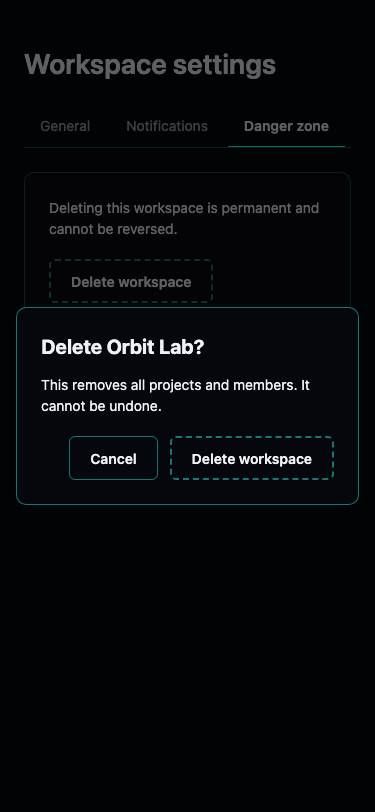 Workspace settings
General Notifications Danger zone
Deleting this workspace is permanent and
cannot be reversed.
Delete workspace
Delete Orbit Lab?
This removes all projects and members. It
cannot be undone.
Cancel Delete workspace